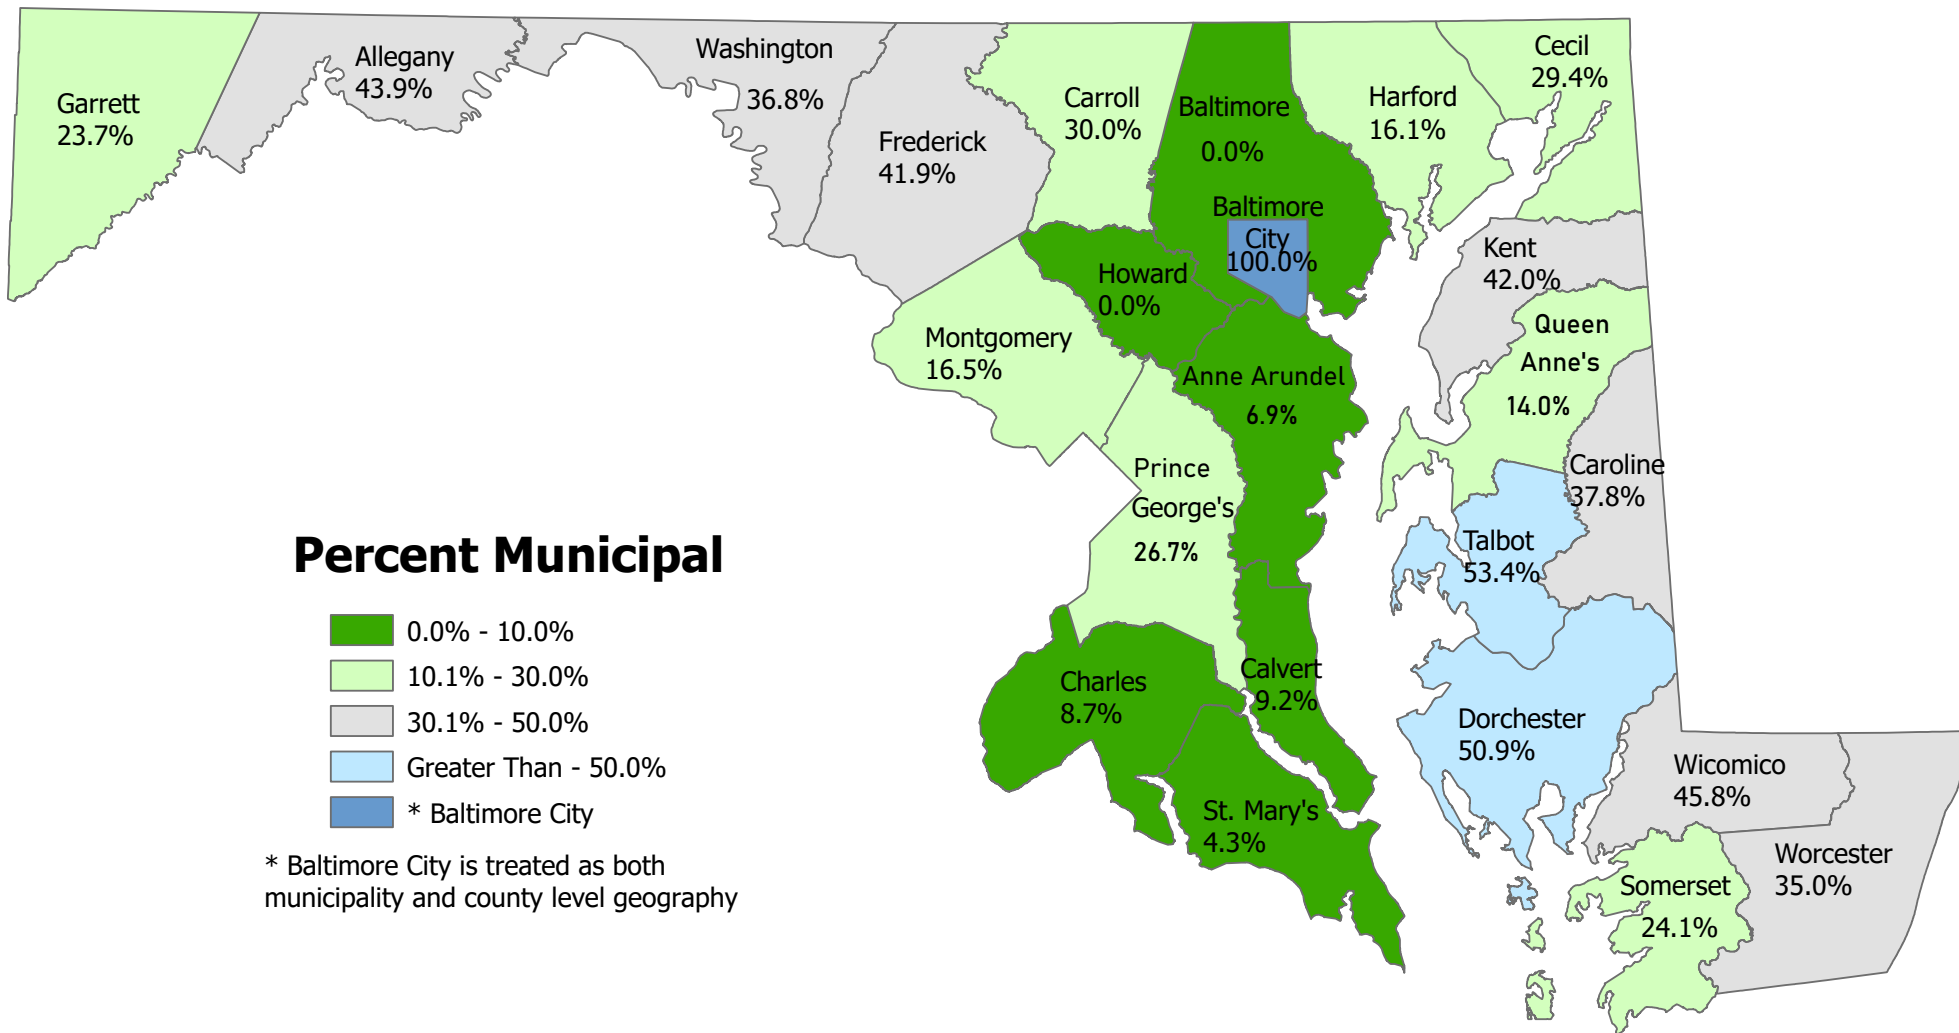 Garrett
23.7%
Allegany
43.9%
Washington
36.8%
Frederick
41.9%
Carroll
30.0%
Baltimore
0.0%
Baltimore
City
100.0%
Harford
16.1%
Cecil
29.4%
Howard
0.0%
Montgomery
16.5%
Kent
42.0%
Queen
Anne's
14.0%
Anne Arundel
6.9%
Prince
George's
26.7%
Caroline
37.8%
Talbot
53.4%
Charles
8.7%
Calvert
9.2%
Dorchester
50.9%
St. Mary's
4.3%
Wicomico
45.8%
Worcester
35.0%
Somerset
24.1%
Percent Municipal
0.0% - 10.0%
10.1% - 30.0%
30.1% - 50.0%
Greater Than - 50.0%
* Baltimore City
* Baltimore City is treated as both
municipality and county level geography